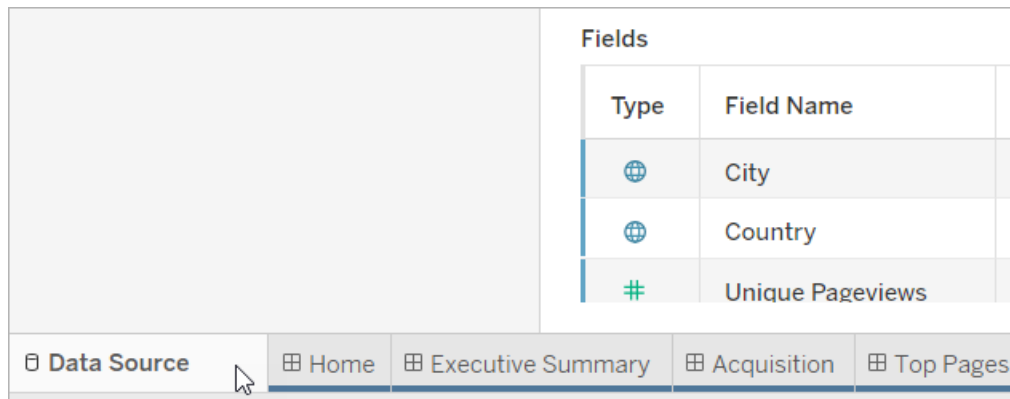 Fields
Type Field Name
City
Country
Unique Pageviews
Data Source Home Executive Summary Acquisition Top Pages